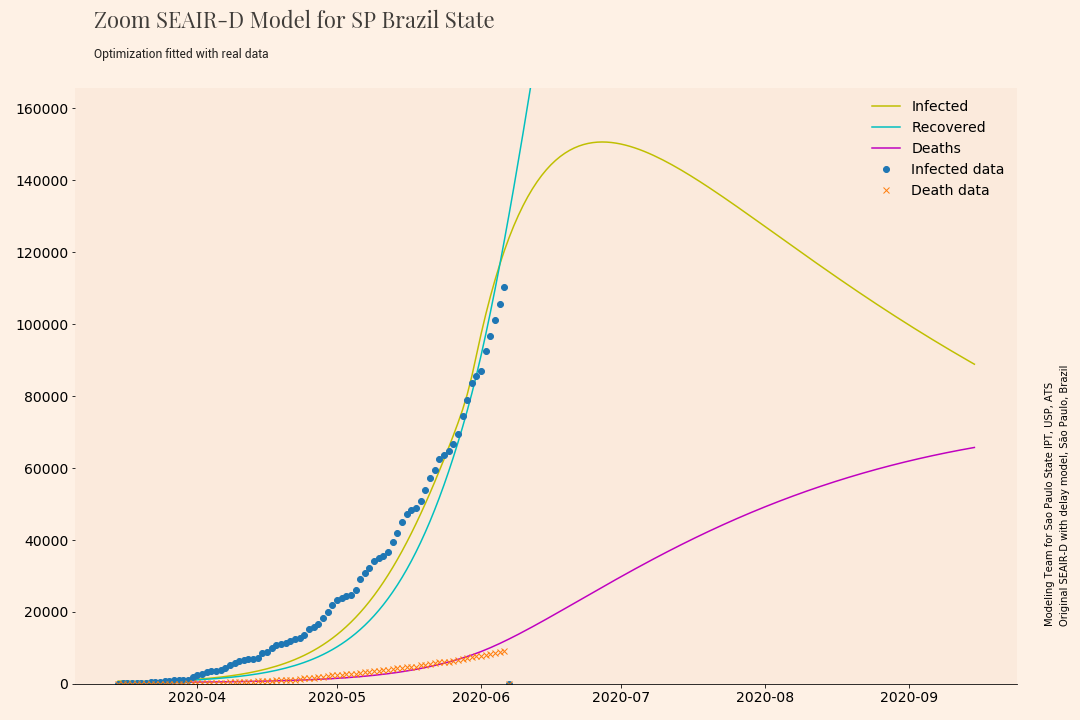 Zoom SEAIR-D Model for SP Brazil State
Optimization fitted with real data
160000
140000
120000
100000
80000
60000
40000
20000
0
2020-04
2020-05
2020-06
2020-07
2020-08
2020-09
Infected
Recovered
Deaths
Infected data
Death data
Modeling Team for Sao Paulo State IPT, USP, ATS
Original SEAIR-D with delay model, São Paulo, Brazil